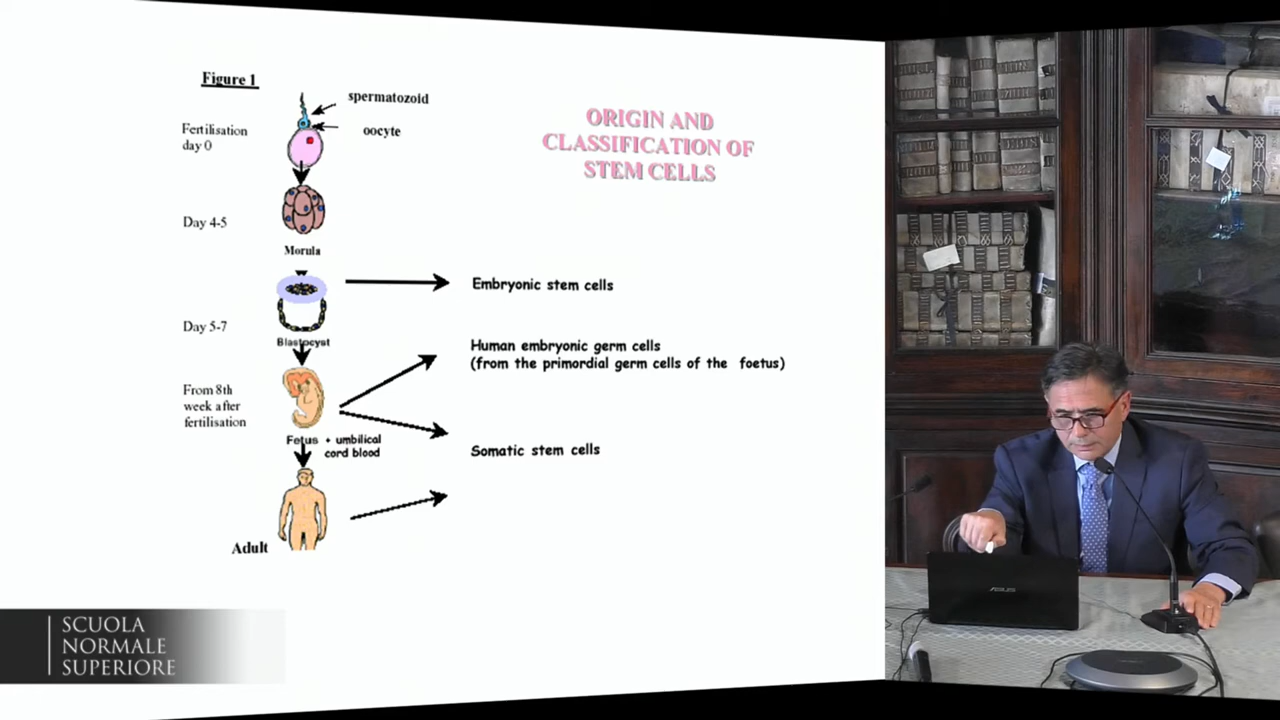 Figure 1
spermatozoid
oocyte
Fertilisation
day 0
ORIGIN AND
CLASSIFICATION OF
STEM CELLS
Day 4-5
Morula
Embryonic stem cells
Day 5-7
Blastocyst
Human embryonic germ cells
(from the primordial germ cells of the foetus)
From 8th
week after
fertilisation
Fetus + umbilical
cord blood
Somatic stem cells
Adult
SCUOLA
NORMALE
SUPERIORE
ASUS